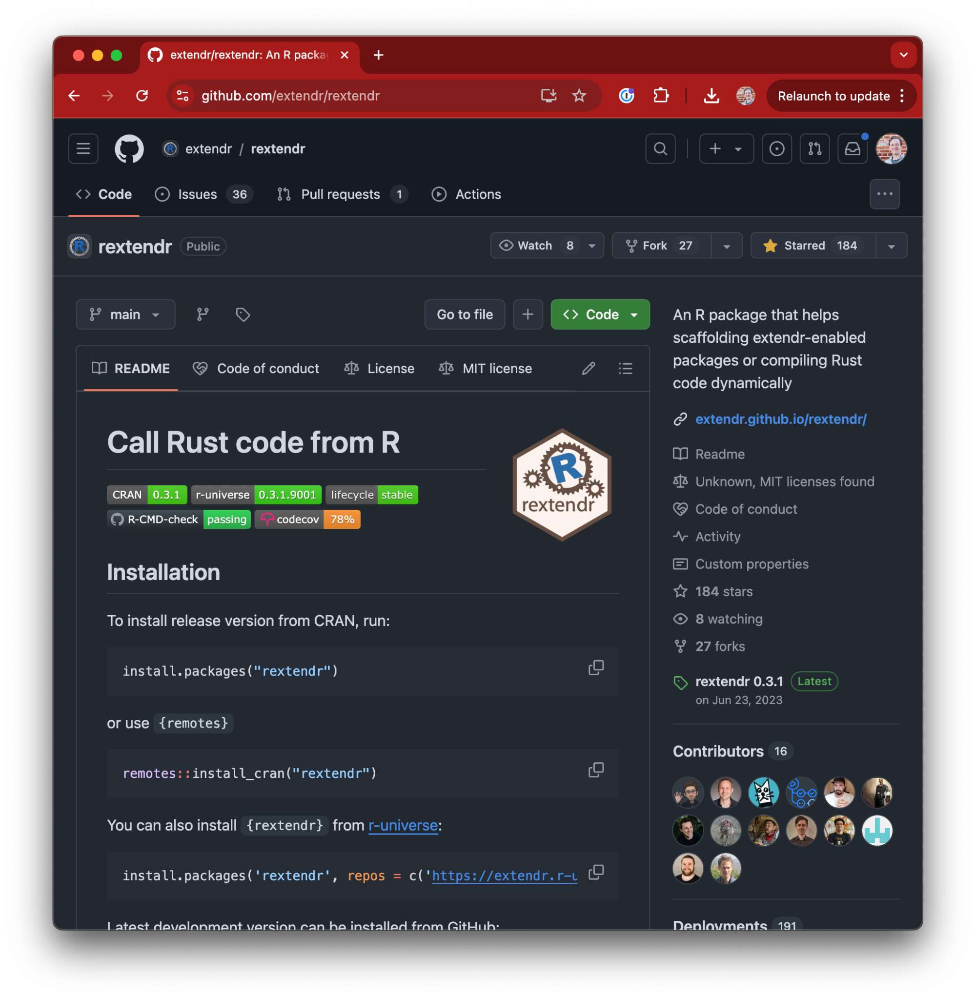 extendr/rextendr: An R packa
github.com/extendr/rextendr
Relaunch to update
extendr / rextendr
Code
Issues 36
Pull requests 1
Actions
rextendr Public
Watch 8
Fork 27
Starred 184
main
Go to file
Code
README
Code of conduct
License
MIT license
Call Rust code from R
CRAN 0.3.1
r-universe 0.3.1.9001
lifecycle stable
R-CMD-check passing
codecov 78%
R
rextendr
Installation
To install release version from CRAN, run:
install.packages("rextendr")
or use {remotes}
remotes::install_cran("rextendr")
You can also install {rextendr} from r-universe:
install.packages('rextendr', repos = c('https://extendr.r-u
Latest development version can be installed from GitHub:
An R package that helps
scaffolding extendr-enabled
packages or compiling Rust
code dynamically
extendr.github.io/rextendr/
Readme
Unknown, MIT licenses found
Code of conduct
Activity
Custom properties
184 stars
8 watching
27 forks
rextendr 0.3.1 Latest
on Jun 23, 2023
Contributors 16
Deployments 191